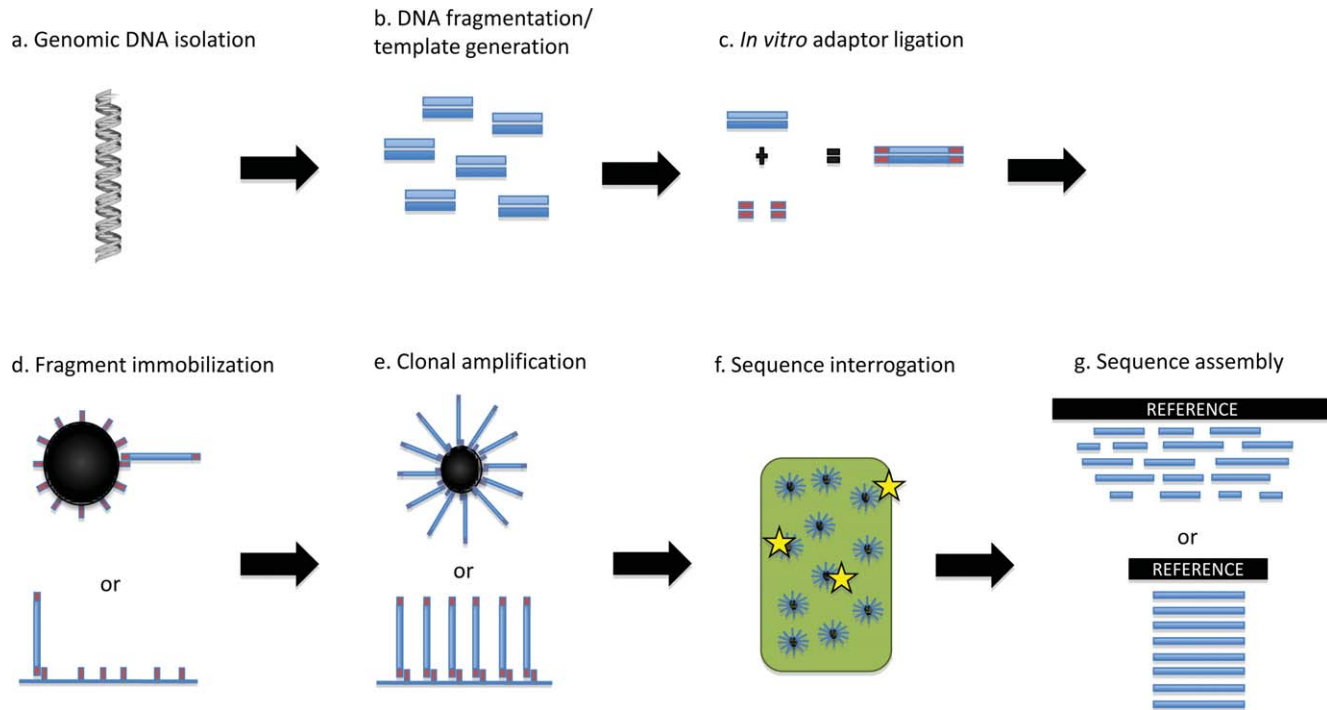 a. Genomic DNA isolation
b. DNA fragmentation/
template generation
c. In vitro adaptor ligation
d. Fragment immobilization
or
e. Clonal amplification
or
f. Sequence interrogation
g. Sequence assembly
REFERENCE
or
REFERENCE